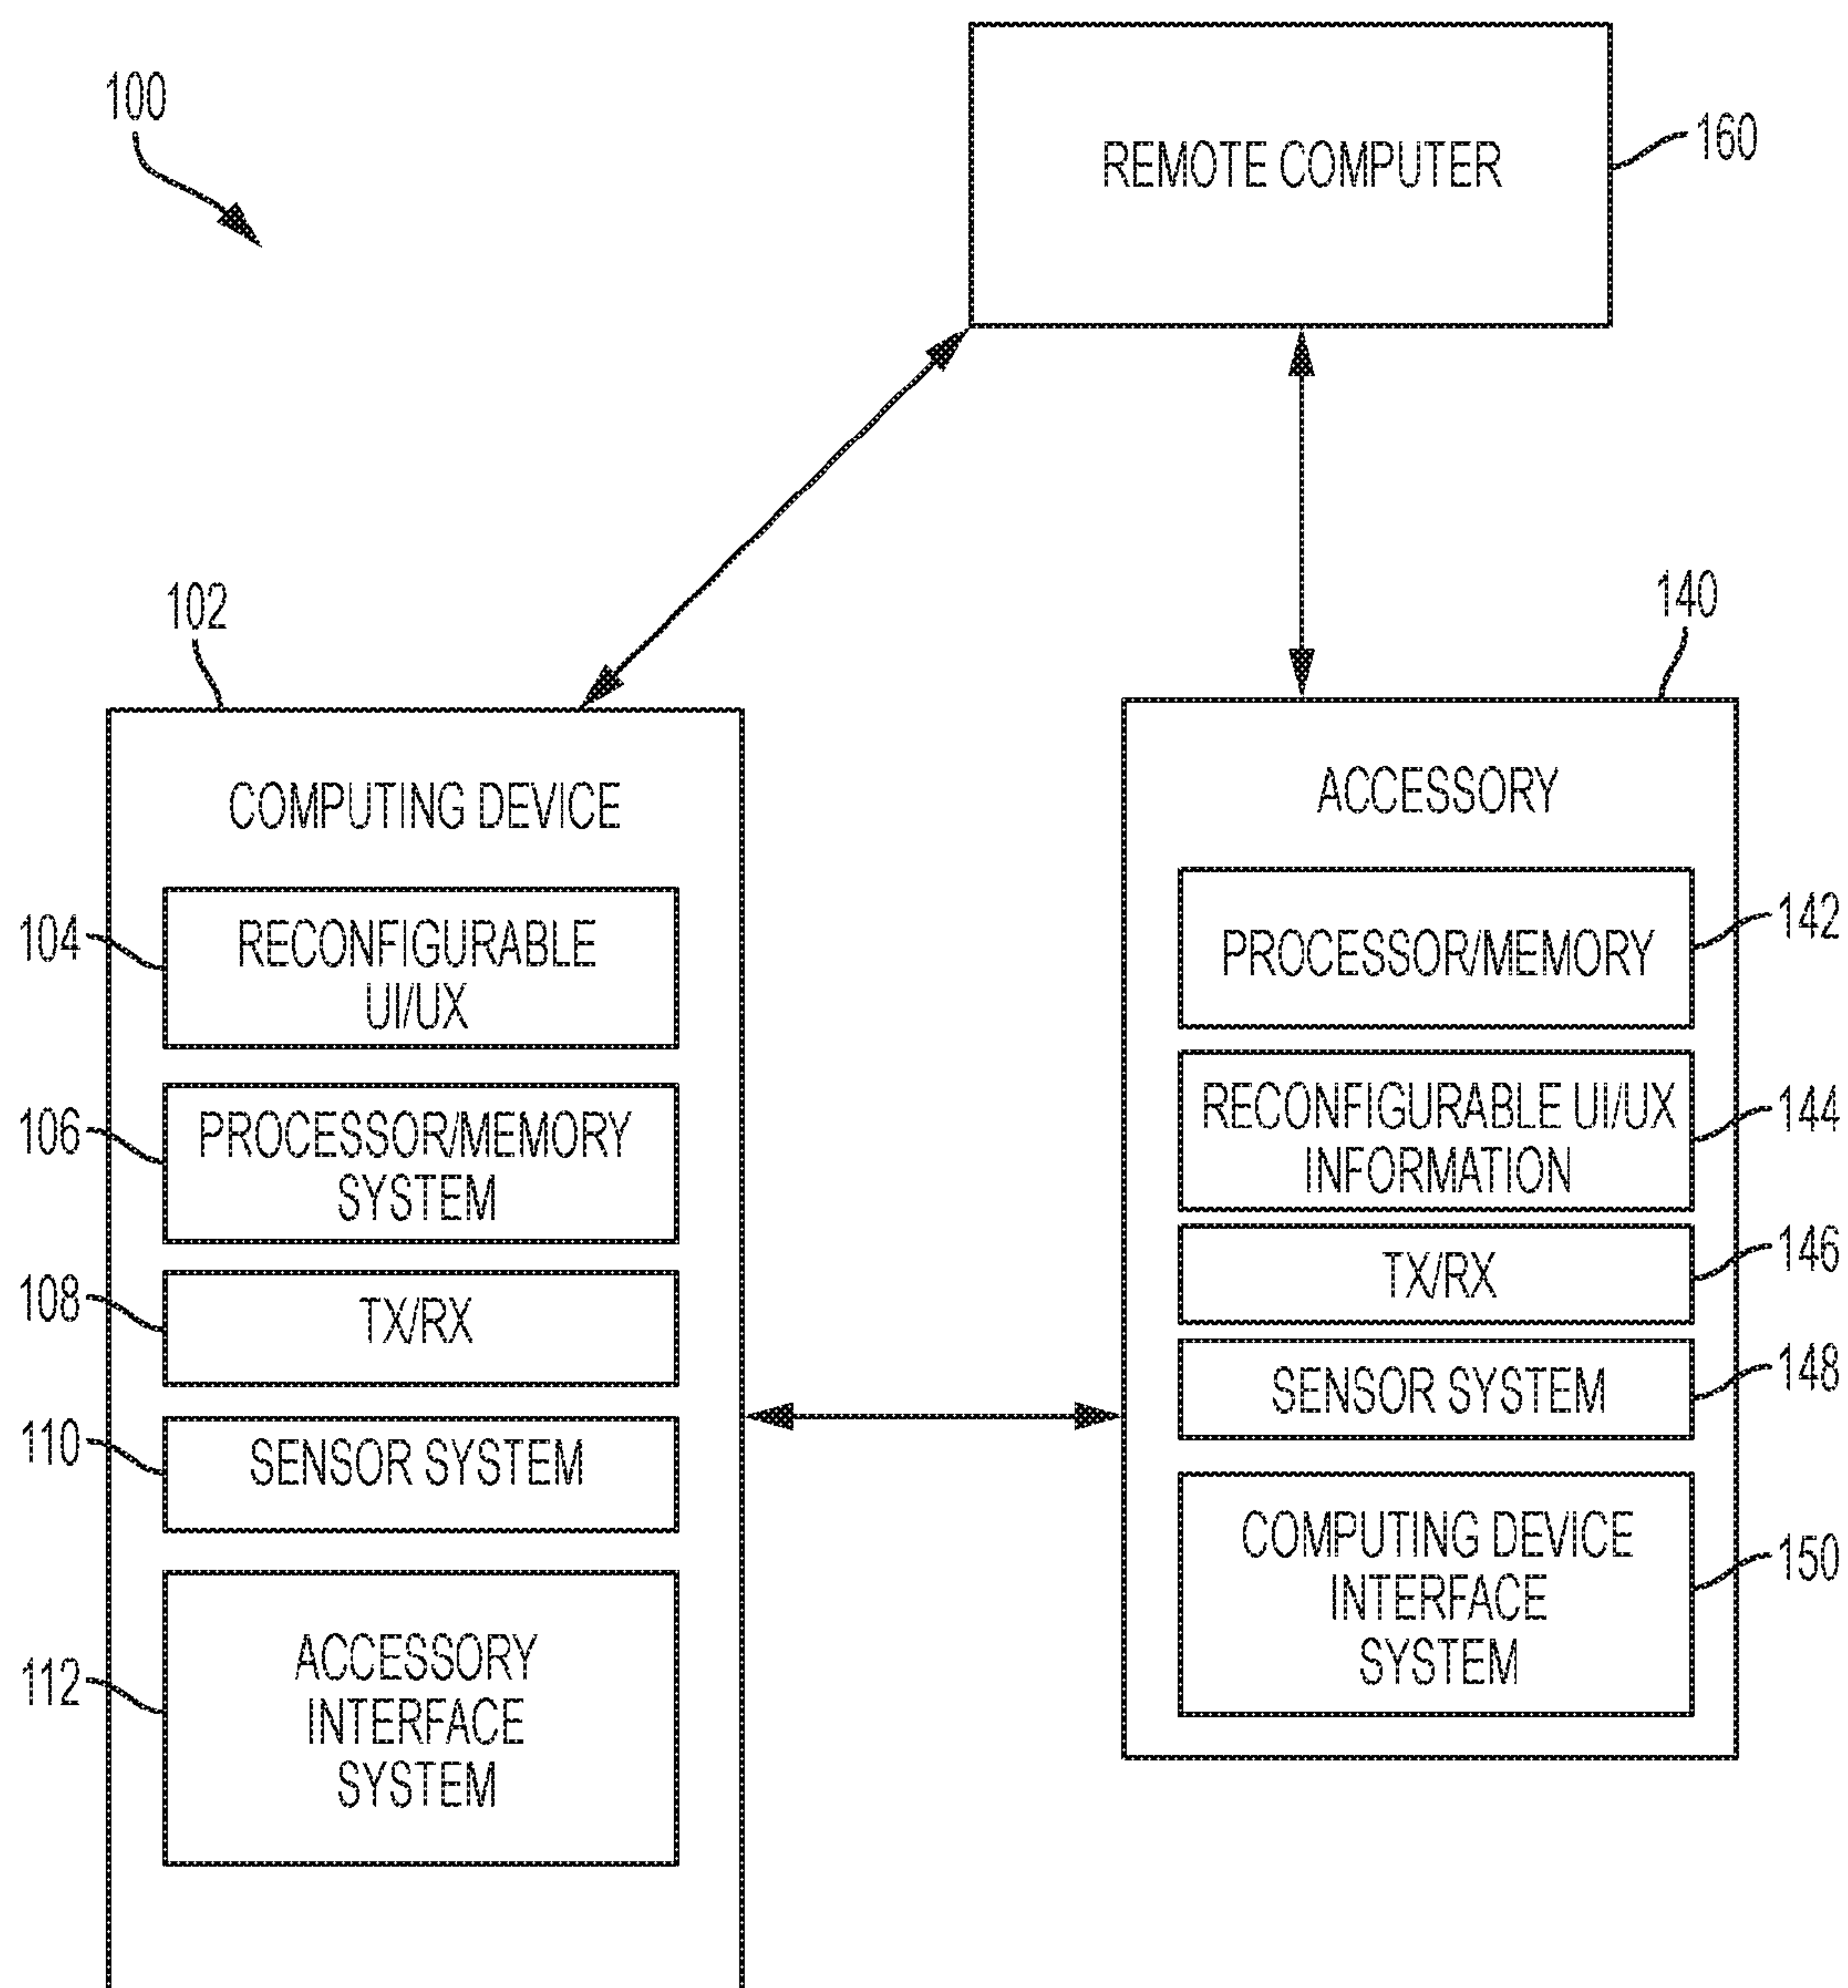 100
REMOTE COMPUTER
160
102
140
COMPUTING DEVICE
104
RECONFIGURABLE
UI/UX
106
PROCESSOR/MEMORY
SYSTEM
108
TX/RX
110
SENSOR SYSTEM
112
ACCESSORY
INTERFACE
SYSTEM
ACCESSORY
PROCESSOR/MEMORY
142
RECONFIGURABLE UI/UX
INFORMATION
144
TX/RX
146
SENSOR SYSTEM
148
COMPUTING DEVICE
INTERFACE
SYSTEM
150